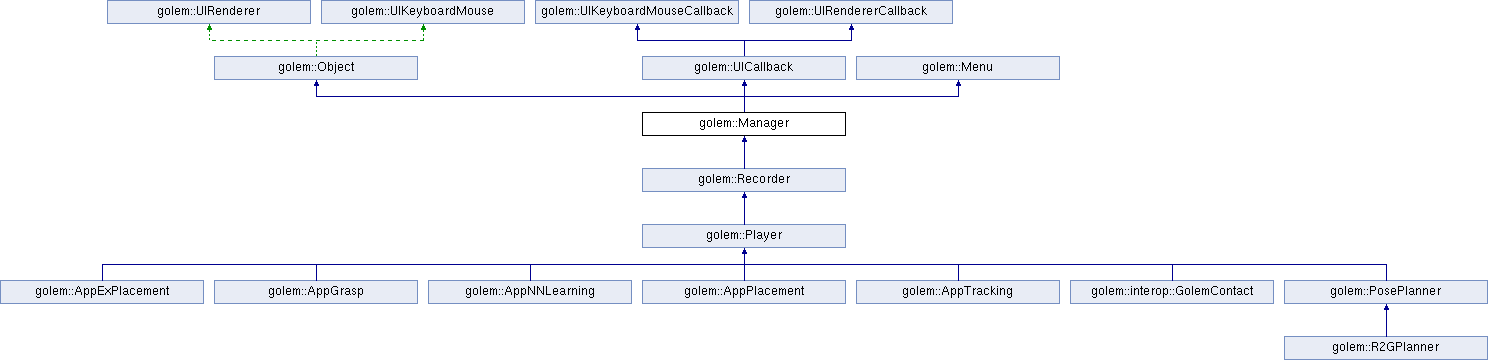 golem::UIRenderer
golem::UIKeyboardMouse
golem::UIKeyboardMouseCallback
golem::UIRendererCallback
golem::Object
golem::UICallback
golem::Menu
golem::Manager
golem::Recorder
golem::Player
golem::AppExPlacement
golem::AppGrasp
golem::AppNNLearning
golem::AppPlacement
golem::AppTracking
golem::interop::GolemContact
golem::PosePlanner
golem::R2GPlanner